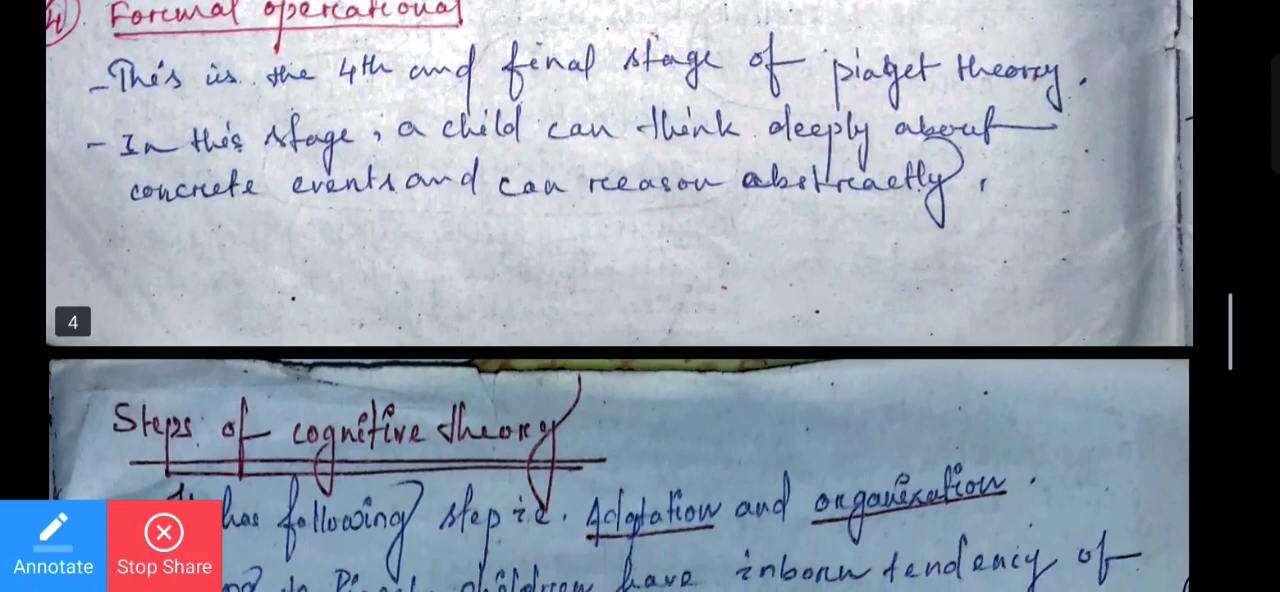 4) Formal operational
- This is the 4th and final stage of piaget theory.
- In this stage, a child can think deeply about
concrete events and can reason abstractly.
4
Steps of cognitive theory
has following step ie. Adaptation and organization.
children have inborn tendency of
Annotate
Stop Share